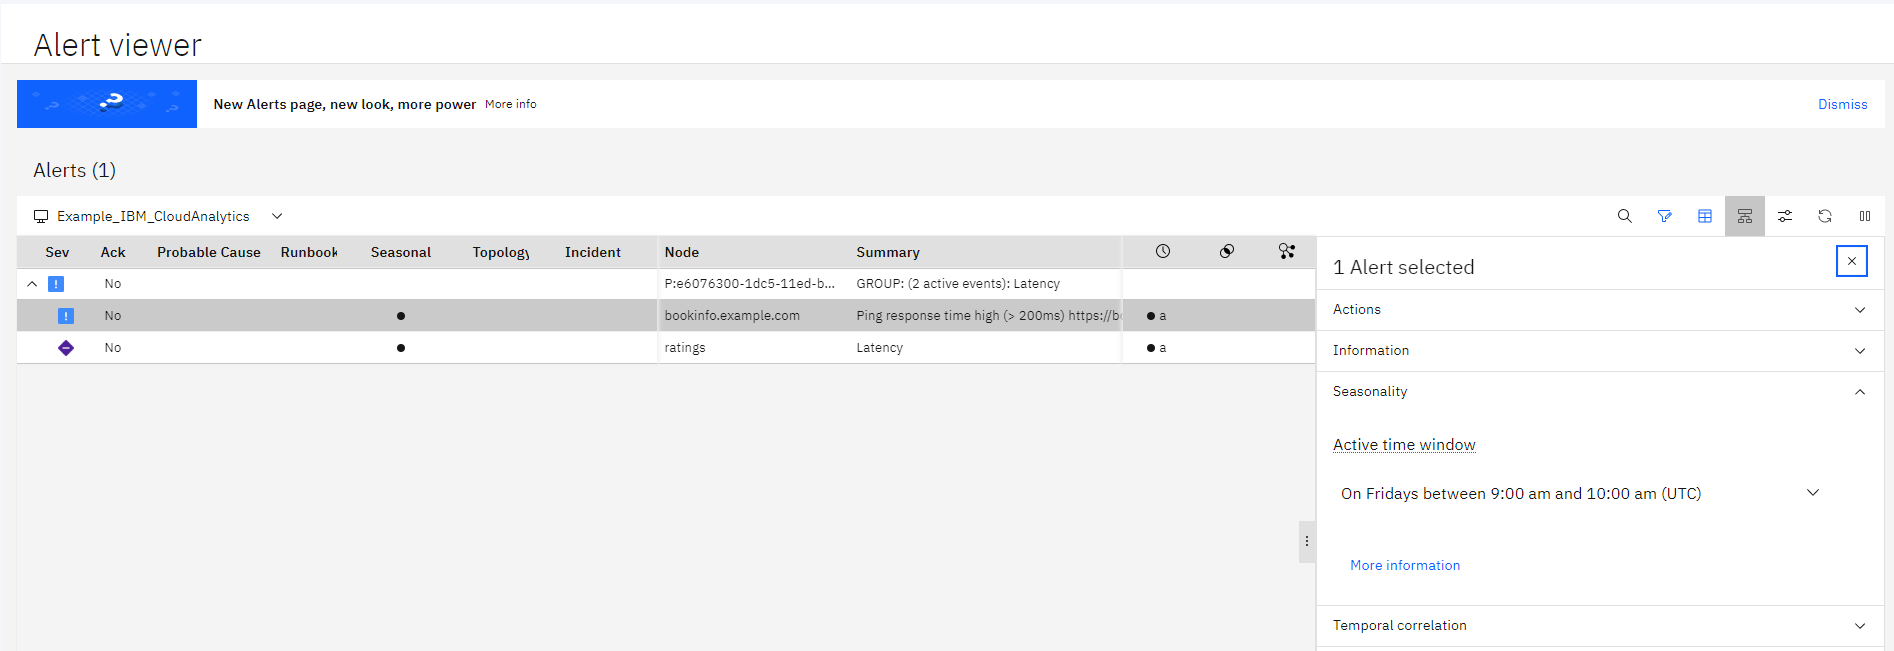 Alert viewer
New Alerts page, new look, more power More info Dismiss
Alerts (1)
Example_IBM_CloudAnalytics
Sev Ack Probable Cause Runbook Seasonal Topology Incident Node Summary
No P:e6076300-1dc5-11ed-b... GROUP: (2 active events): Latency
No bookinfo.example.com Ping response time high (> 200ms) https://b a
No ratings Latency a
1 Alert selected
Actions
Information
Seasonality
Active time window
On Fridays between 9:00 am and 10:00 am (UTC)
More information
Temporal correlation